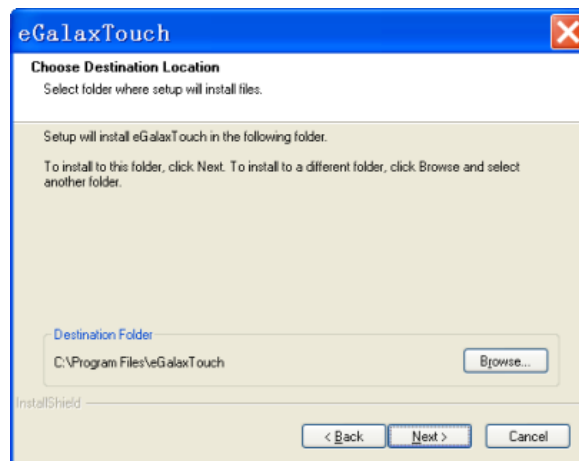 eGalaxTouch
Choose Destination Location
Select folder where setup will install files.
Setup will install eGalaxTouch in the following folder.
To install to this folder, click Next. To install to a different folder, click Browse and select
another folder.
Destination Folder
C:\Program Files\eGalaxTouch
Browse...
InstallShield
< Back
Next >
Cancel